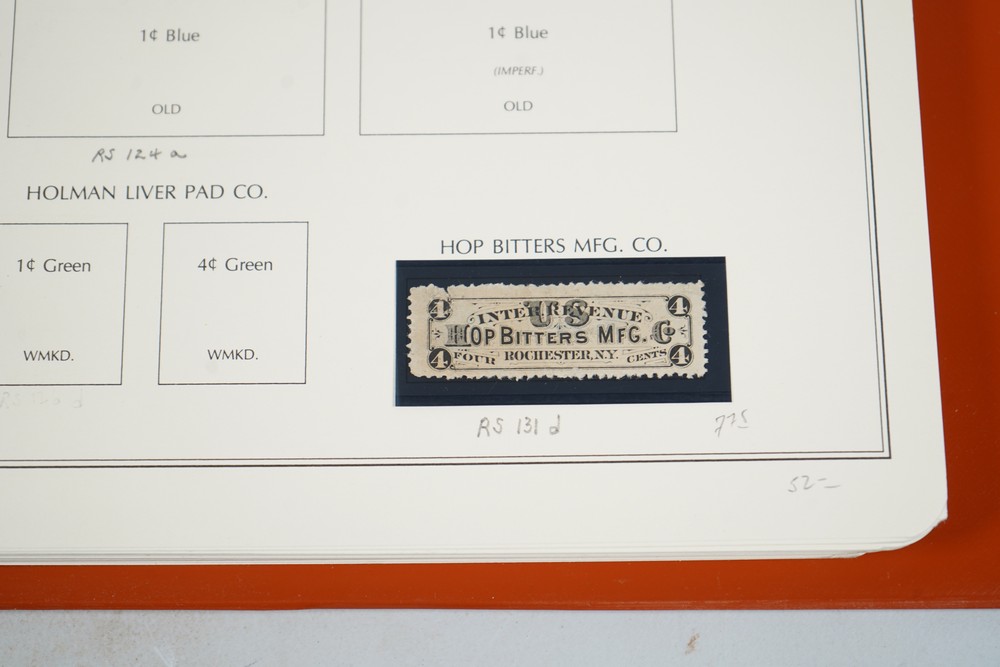 1¢ Blue
OLD
1¢ Blue
(IMPERF.)
OLD
RS 124 a
HOLMAN LIVER PAD CO.
1¢ Green
WMKD.
4¢ Green
WMKD.
HOP BITTERS MFG. CO.
4 U S 4
INTER. REVENUE
HOP BITTERS MFG. Co
4 FOUR ROCHESTER, N.Y. CENTS 4
RS 131 d
775
52-